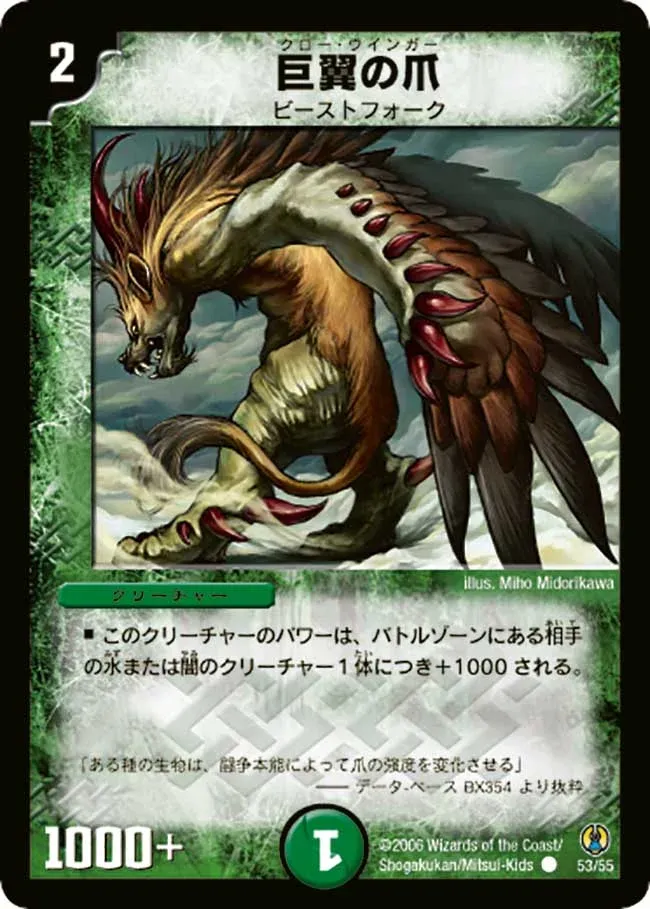 2
クロー・ウインガー
巨翼の爪
ビーストフォーク
illus. Miho Midorikawa
クリーチャー
■ このクリーチャーのパワーは、バトルゾーンにある相手
の水または闇のクリーチャー1体につき+1000 される。
「ある種の生物は、闘争本能によって爪の強度を変化させる」
—— データ-ベース BX354 より抜粋
1000+
1
©2006 Wizards of the Coast/
Shogakukan/Mitsui-Kids
53/55